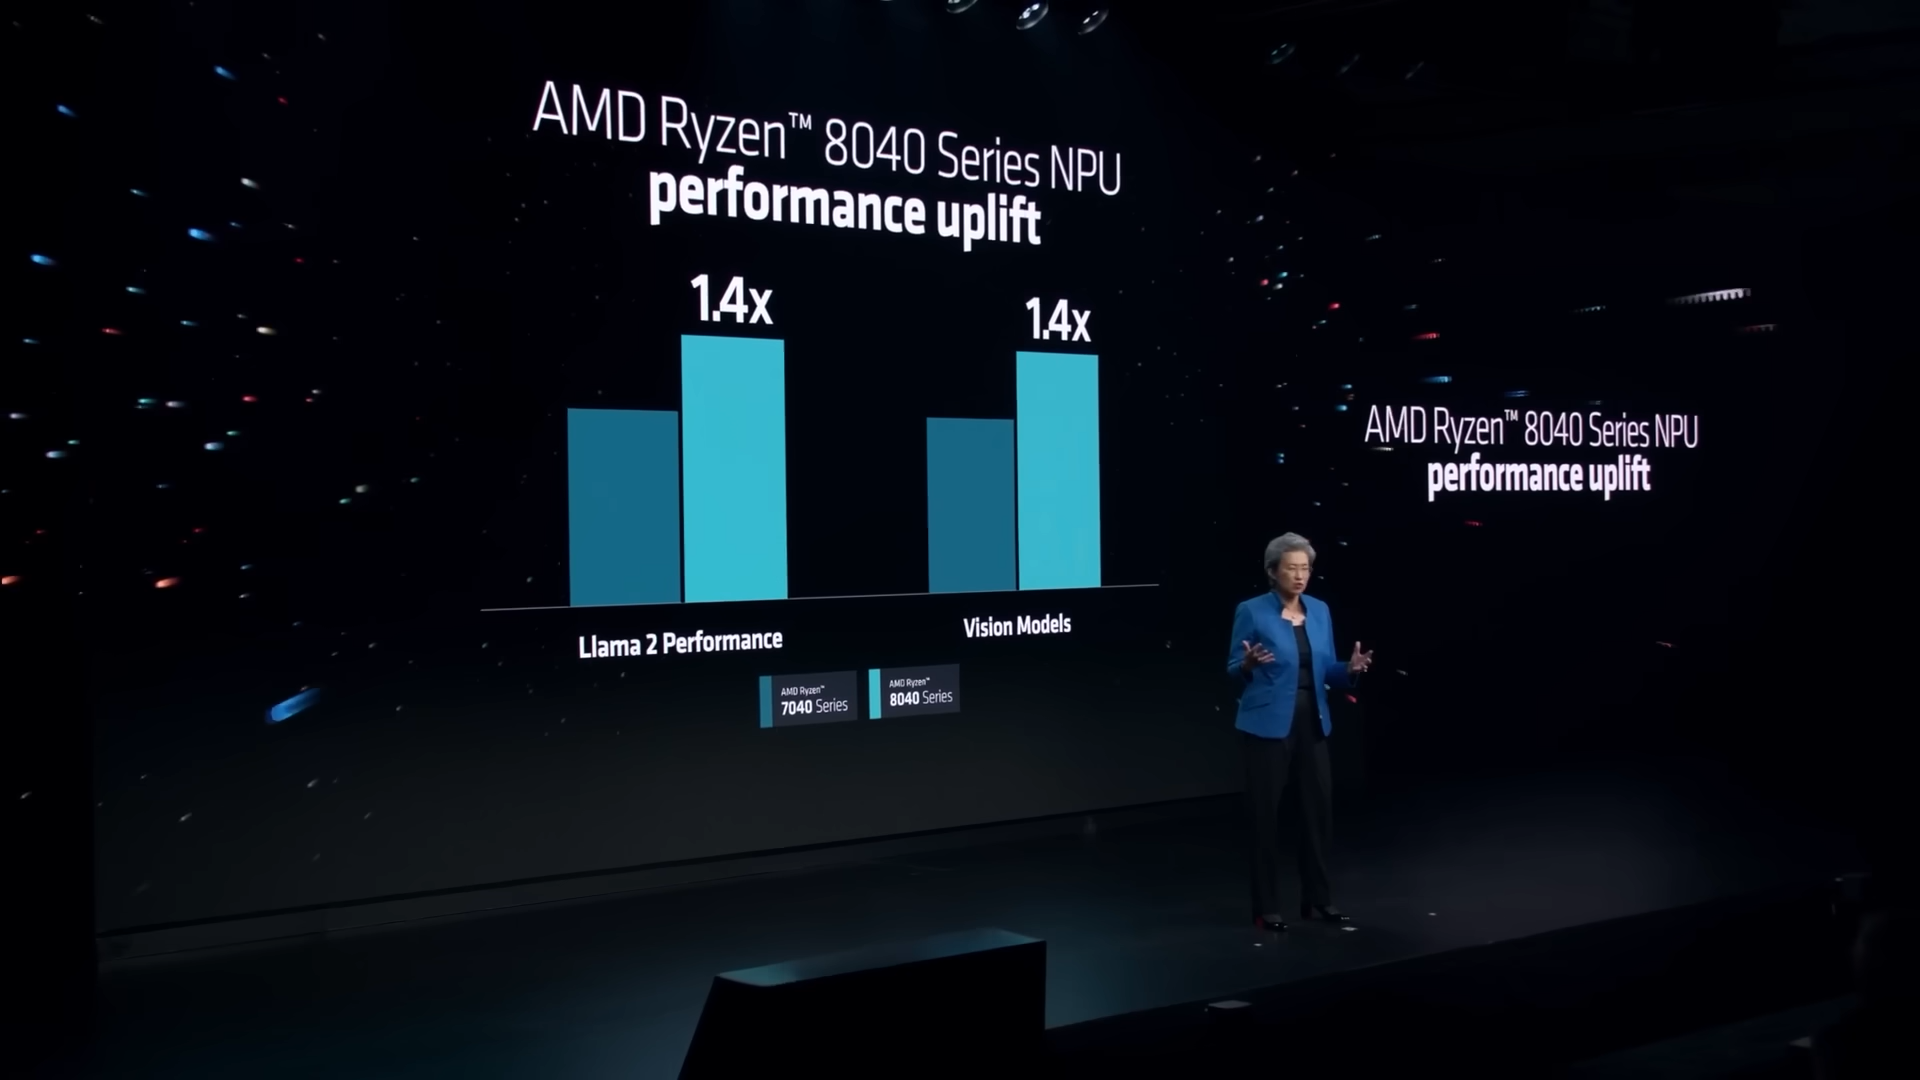 AMD Ryzen™ 8040 Series NPU
performance uplift
1.4x
1.4x
Llama 2 Performance
Vision Models
AMD Ryzen™
7040 Series
AMD Ryzen™
8040 Series
AMD Ryzen™ 8040 Series NPU
performance uplift